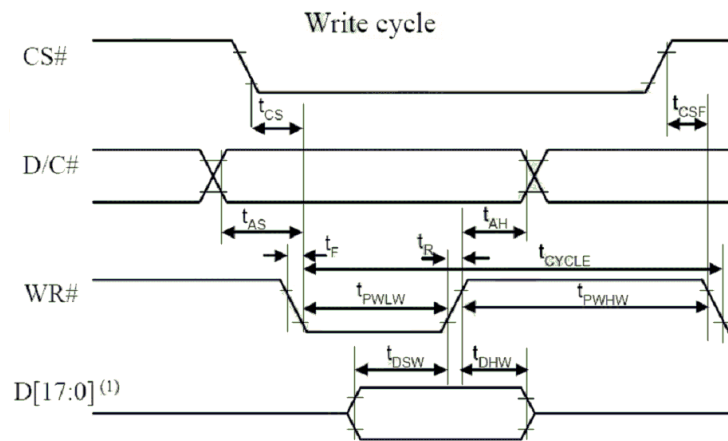 Write cycle
CS#
tCS
tCSF
D/C#
tAS
tAH
tF
tR
tCYCLE
WR#
tPWLW
tPWHW
tDSW
tDHW
D[17:0](1)